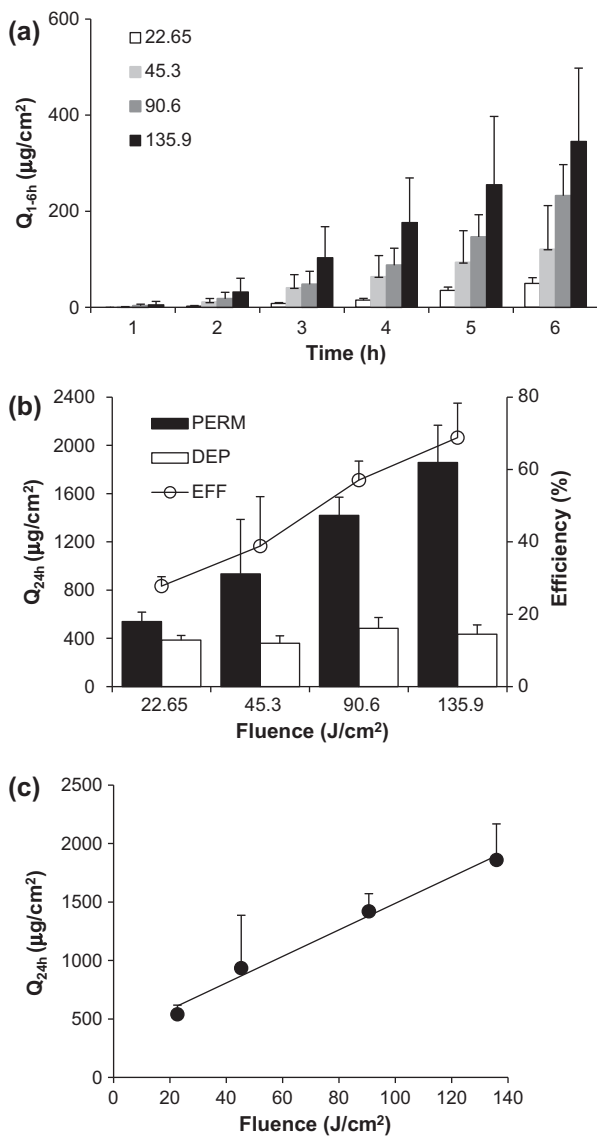 (a)
600
400
200
0
Q1-6h (µg/cm²)
22.65
45.3
90.6
135.9
1 2 3 4 5 6
Time (h)
(b)
2400
2000
1600
1200
800
400
0
Q24h (µg/cm²)
PERM
DEP
EFF
80
60
40
20
0
Efficiency (%)
22.65 45.3 90.6 135.9
Fluence (J/cm²)
(c)
2500
2000
1500
1000
500
0
Q24h (µg/cm²)
0 20 40 60 80 100 120 140
Fluence (J/cm²)